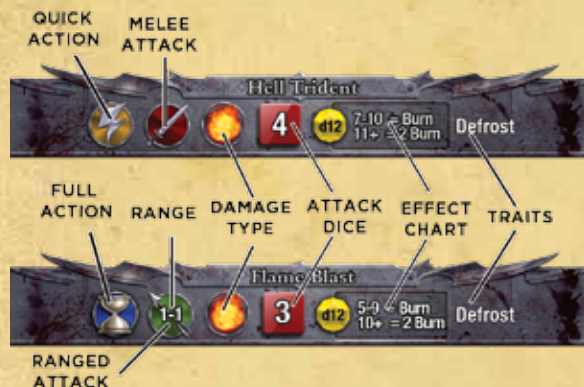 QUICK
ACTION
MELEE
ATTACK
Hell Trident
4
d12
7-10 = Burn
11+ = 2 Burn
Defrost
FULL
ACTION
RANGE
DAMAGE
TYPE
ATTACK
DICE
EFFECT
CHART
TRAITS
Flame Blast
1-1
3
d12
5-9 = Burn
10+ = 2 Burn
Defrost
RANGED
ATTACK